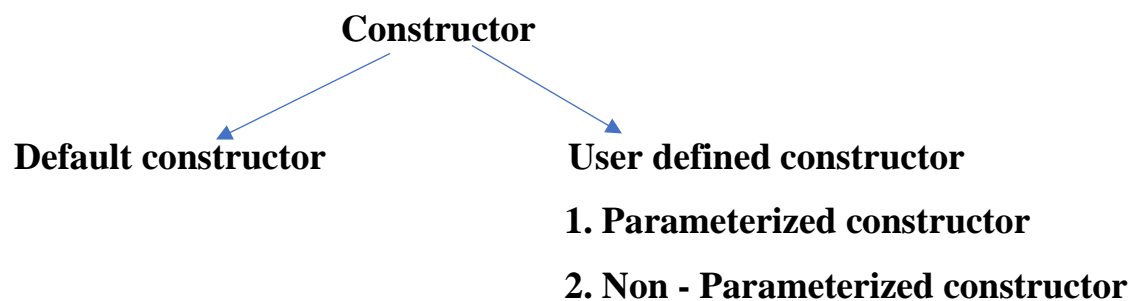 Constructor
Default constructor
User defined constructor
1. Parameterized constructor
2. Non - Parameterized constructor